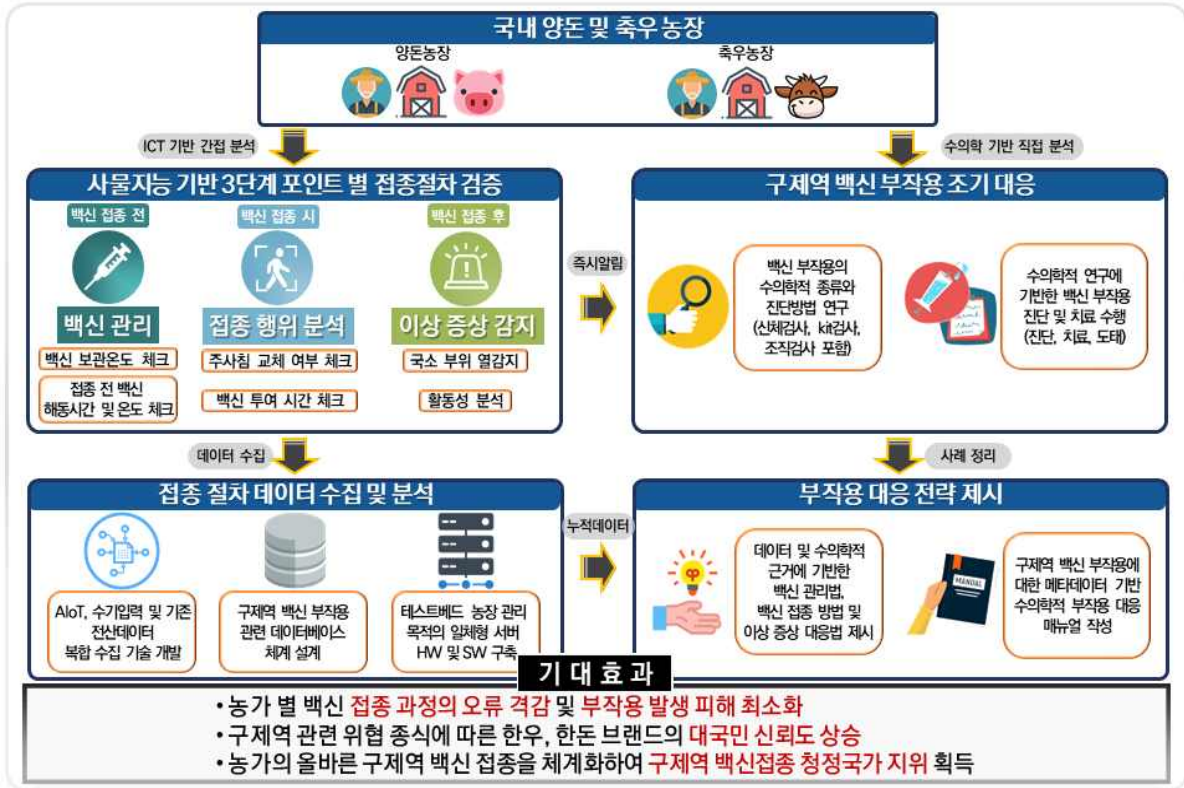 국내 양돈 및 축우 농장
양돈농장
축우농장
ICT 기반 간접 분석
수의학 기반 직접 분석
사물지능 기반 3단계 포인트 별 접종절차 검증
백신 접종 전
백신 접종 시
백신 접종 후
백신 관리
접종 행위 분석
이상 증상 감지
백신 보관온도 체크
주사침 교체 여부 체크
국소 부위 열감지
접종 전 백신
해동시간 및 온도 체크
백신 투여 시간 체크
활동성 분석
즉시알림
구제역 백신 부작용 조기 대응
백신 부작용의
수의학적 종류와
진단방법 연구
(신체검사, kit검사,
조직검사 포함)
수의학적 연구에
기반한 백신 부작용
진단 및 치료 수행
(진단, 치료, 도태)
데이터 수집
사례 정리
접종 절차 데이터 수집 및 분석
AIoT, 수기입력 및 기존
전산데이터
복합 수집 기술 개발
구제역 백신 부작용
관련 데이터베이스
체계 설계
테스트베드 농장 관리
목적의 일체형 서버
HW 및 SW 구축
누적데이터
부작용 대응 전략 제시
데이터 및 수의학적
근거에 기반한
백신 관리법,
백신 접종 방법 및
이상 증상 대응법 제시
MANUAL
구제역 백신 부작용에
대한 메타데이터 기반
수의학적 부작용 대응
매뉴얼 작성
기 대 효 과
• 농가 별 백신 접종 과정의 오류 격감 및 부작용 발생 피해 최소화
• 구제역 관련 위협 종식에 따른 한우, 한돈 브랜드의 대국민 신뢰도 상승
• 농가의 올바른 구제역 백신 접종을 체계화하여 구제역 백신접종 청정국가 지위 획득